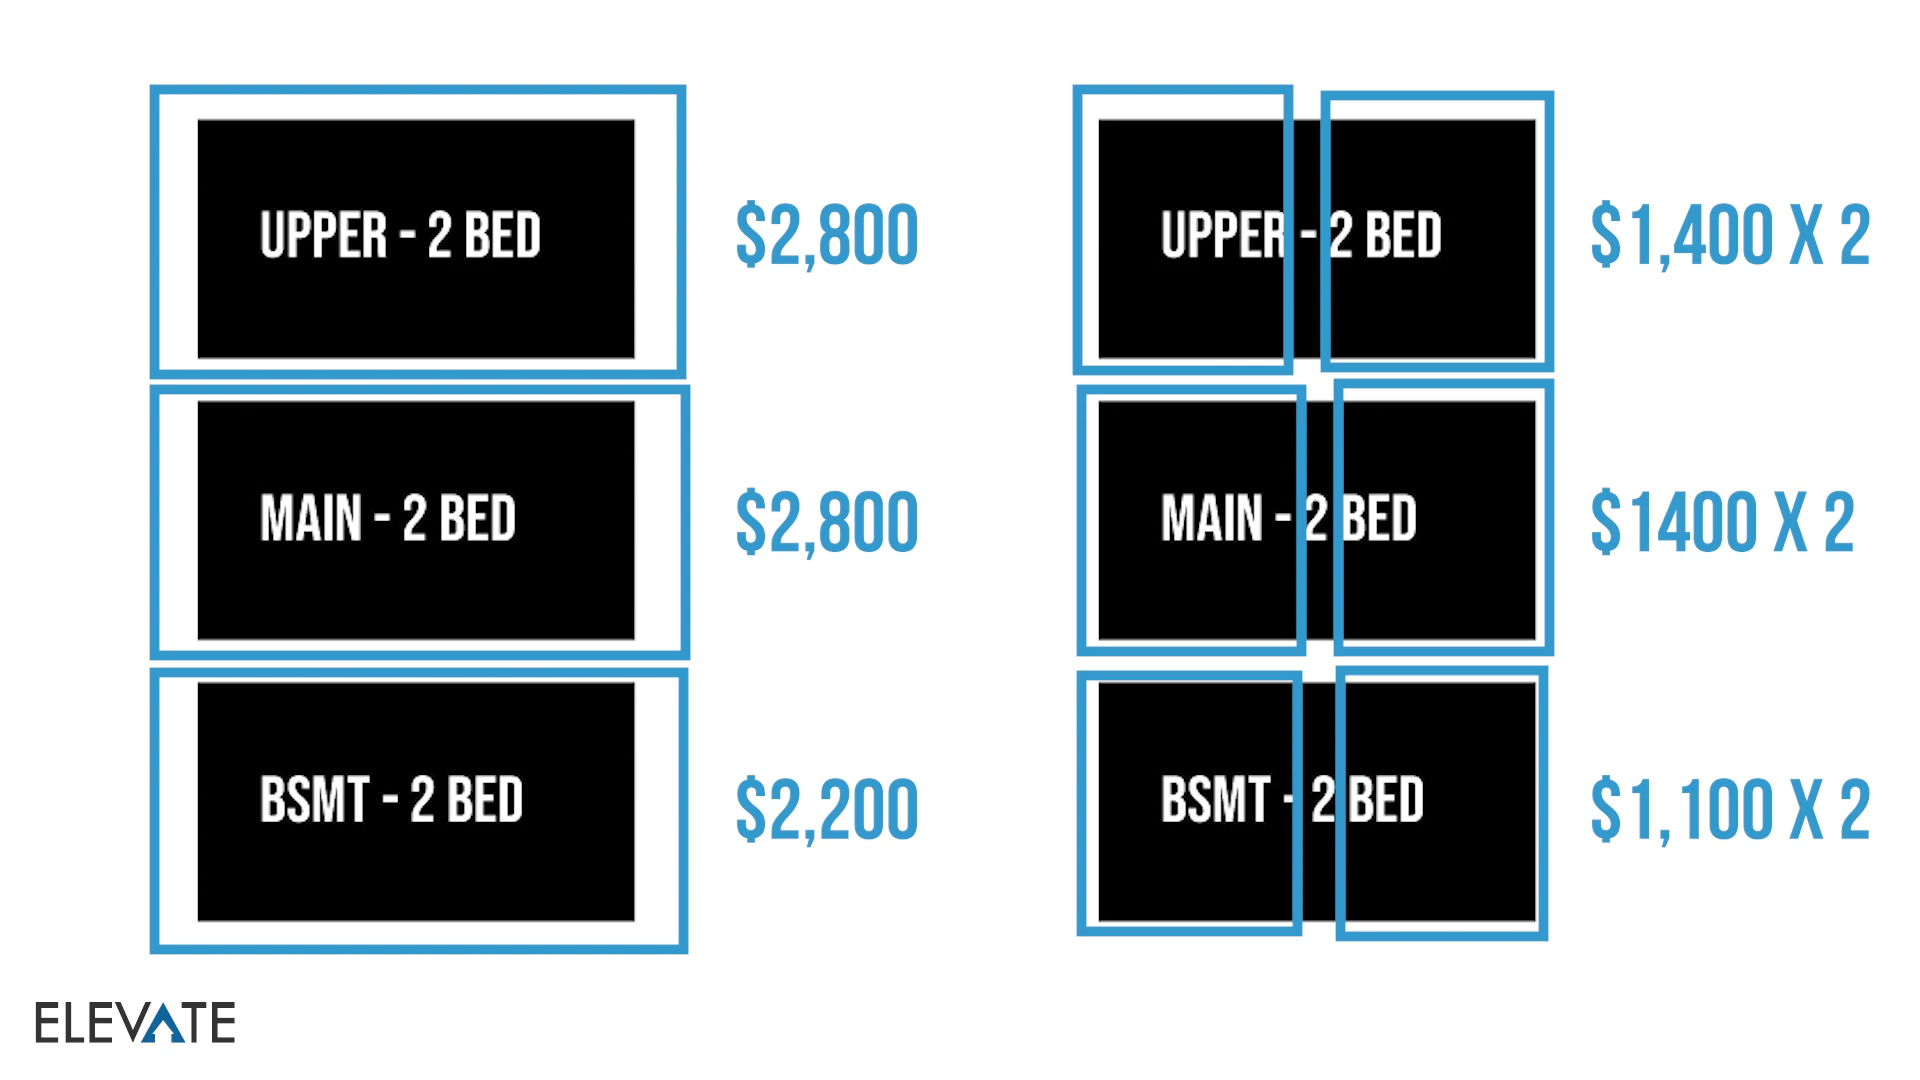 UPPER - 2 BED
$2,800
MAIN - 2 BED
$2,800
BSMT - 2 BED
$2,200
UPPER - 2 BED
$1,400 X 2
MAIN - 2 BED
$1400 X 2
BSMT - 2 BED
$1,100 X 2
ELEVATE